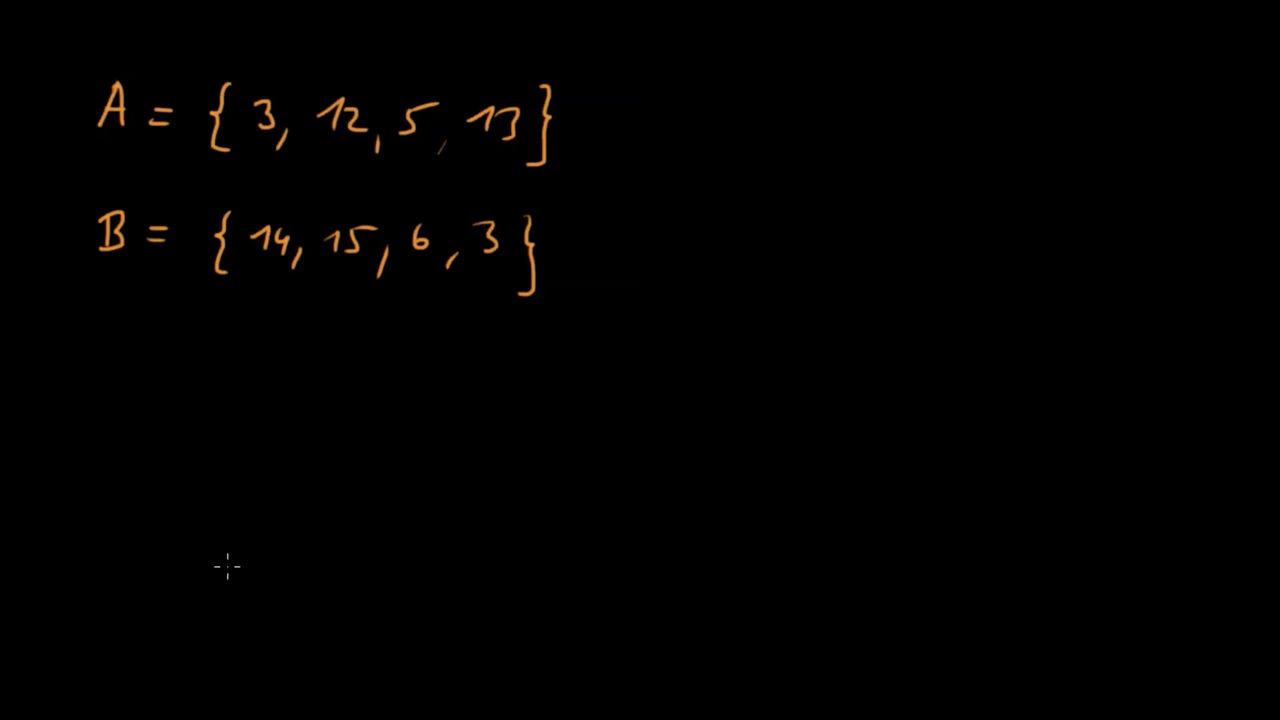 A = { 3, 12, 5, 13 }
B = { 14, 15, 6, 3 }